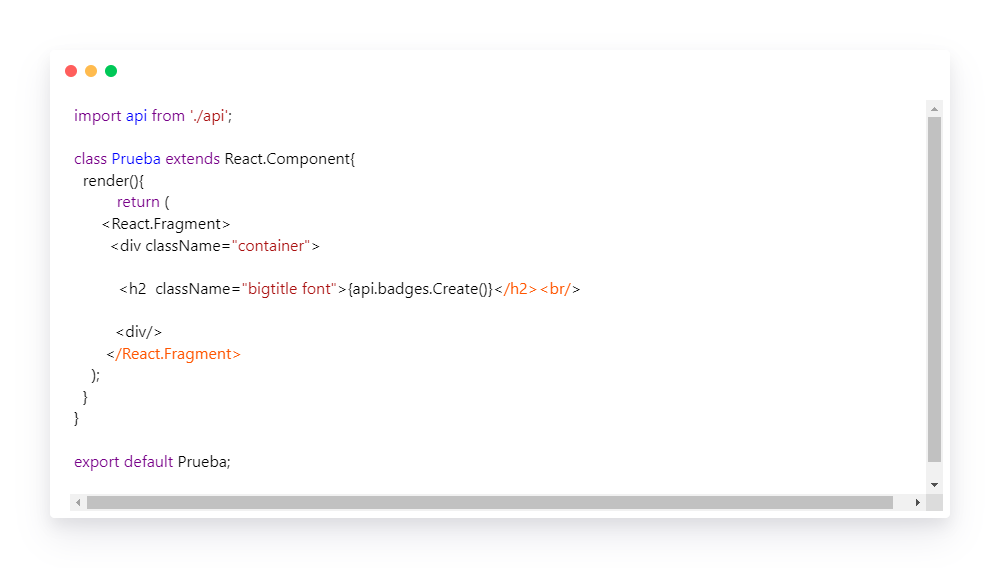 import api from './api';
class Prueba extends React.Component{
render(){
return (
<React.Fragment>
<div className="container">
<h2  className="bigtitle font">{api.badges.Create()}</h2><br/>
<div/>
</React.Fragment>
);
}
}
export default Prueba;